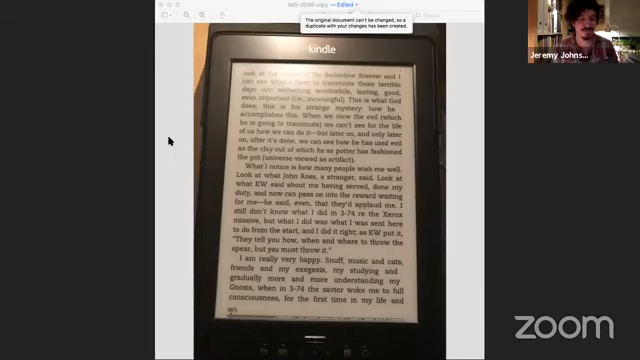 IMG-0046 copy — Edited
The original document can't be changed, so a
duplicate with your changes has been created.
Search
Jeremy Johns...
kindle
look at the of the Ballantine Scanner and I
can see what I have to transmute those terrible
days into something worthwhile, lasting, good,
even important (i.e., meaningful). This is what God
does; this is his strange mystery: how he
accomplishes this. When we view the evil (which
he is going to transmute) we can't see for the life
of us how we can do it—but later on, and only later
on, after it's done, we can see how he has used evil
as the clay out of which he as potter has fashioned
the pot (universe viewed as artifact).
What I notice is how many people wish me well.
Look at what John Ross, a stranger, said. Look at
what KW said about me having served, done my
duty, and now can pass on into the reward waiting
for me—he said, even, that they'd applaud me. I
still don't know what I did in 3-74 re the Xerox
missive, but what I did was what I was sent here
to do from the start, and I did it right; as KW put it,
"They tell you how, when and where to throw the
spear, but you must throw it."
I am really very happy. Snuff, music and cats,
friends and my exegesis, my studying and
gradually more and more understanding my
Gnosis, when in 3-74 the savior woke me to full
consciousness, for the first time in my life and
zoom